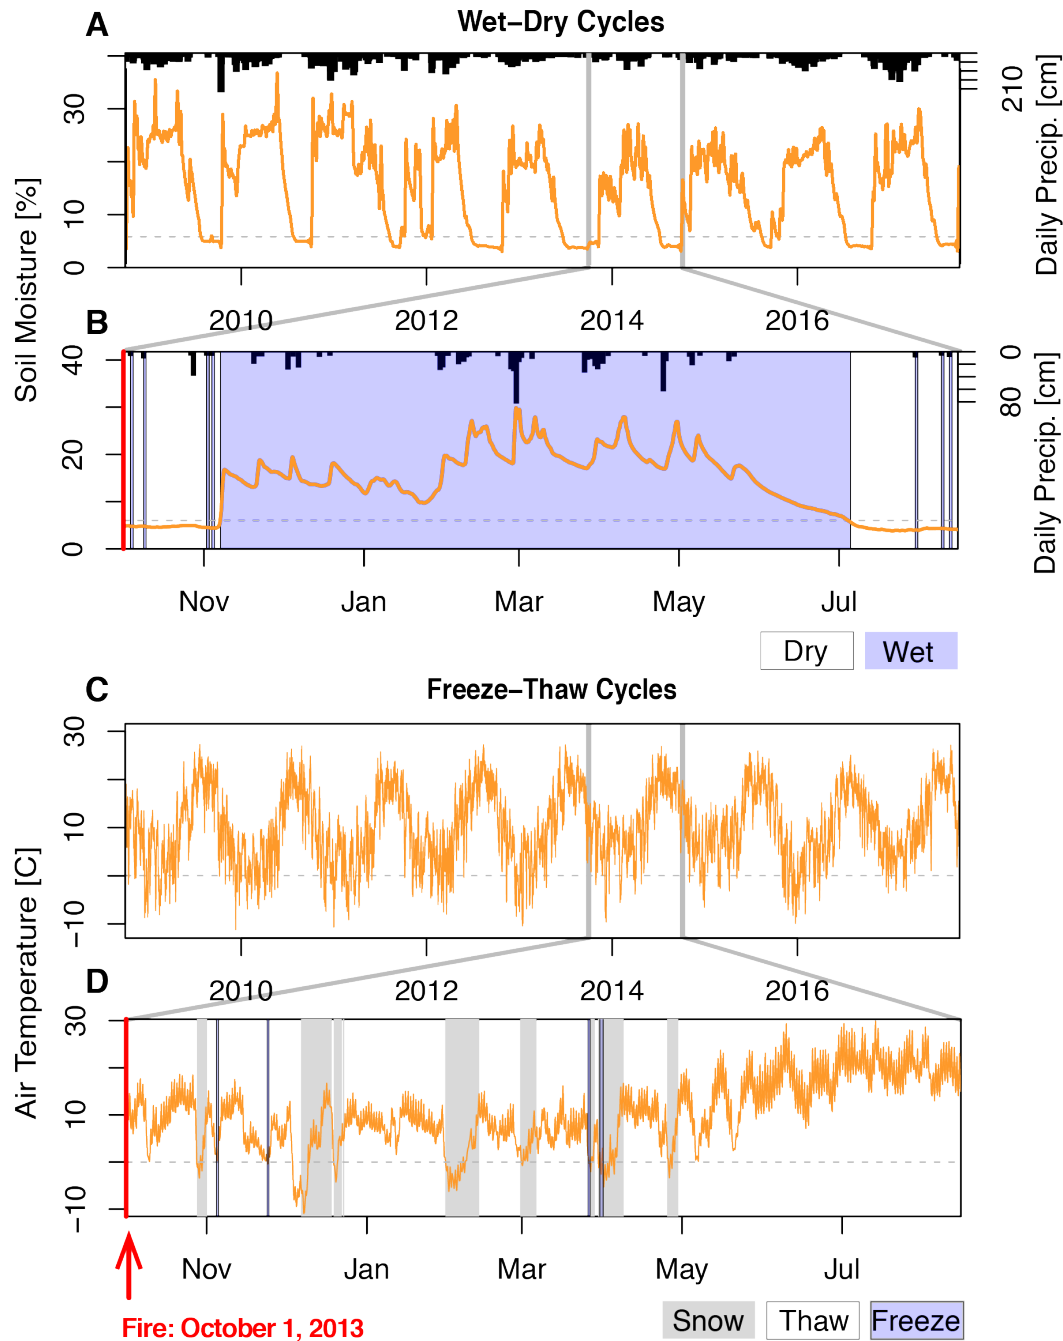 A
Wet–Dry Cycles
30
10
0
210
Soil Moisture [%]
Daily Precip. [cm]
2010
2012
2014
2016
B
40
20
0
0
80
Daily Precip. [cm]
Nov
Jan
Mar
May
Jul
Dry
Wet
C
Freeze–Thaw Cycles
30
10
−10
Air Temperature [C]
2010
2012
2014
2016
D
30
10
−10
Nov
Jan
Mar
May
Jul
Snow
Thaw
Freeze
Fire: October 1, 2013